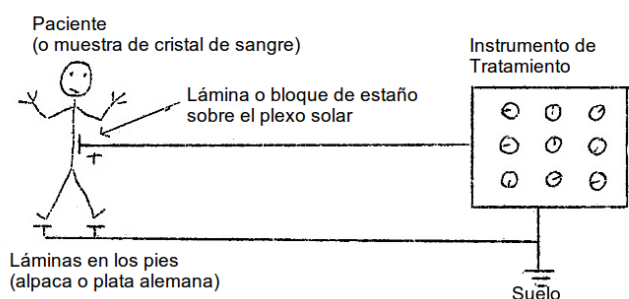 Paciente
(o muestra de cristal de sangre)
Instrumento de
Tratamiento
Lámina o bloque de estaño
sobre el plexo solar
Láminas en los pies
(alpaca o plata alemana)
Suelo